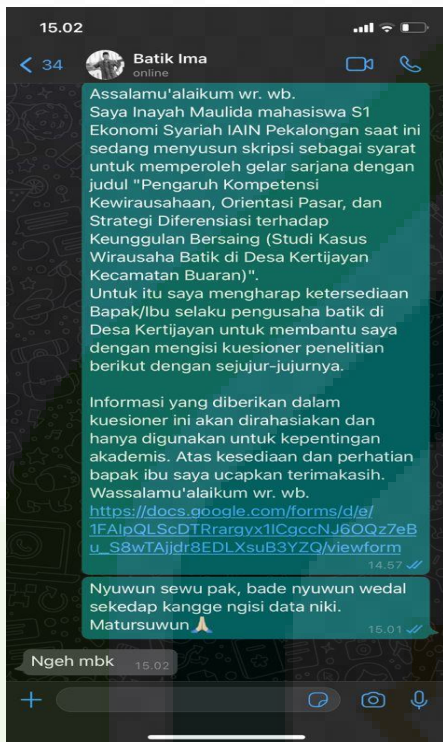 15.02
34
Batik Ima
online
Assalamu'alaikum wr. wb.
Saya Inayah Maulida mahasiswa S1
Ekonomi Syariah IAIN Pekalongan saat ini
sedang menyusun skripsi sebagai syarat
untuk memperoleh gelar sarjana dengan
judul "Pengaruh Kompetensi
Kewirausahaan, Orientasi Pasar, dan
Strategi Diferensiasi terhadap
Keunggulan Bersaing (Studi Kasus
Wirausaha Batik di Desa Kertijayan
Kecamatan Buaran)".
Untuk itu saya mengharap ketersediaan
Bapak/Ibu selaku pengusaha batik di
Desa Kertijayan untuk membantu saya
dengan mengisi kuesioner penelitian
berikut dengan sejujur-jujurnya.
Informasi yang diberikan dalam
kuesioner ini akan dirahasiakan dan
hanya digunakan untuk kepentingan
akademis. Atas kesediaan dan perhatian
bapak ibu saya ucapkan terimakasih.
Wassalamu'alaikum wr. wb.
https://docs.google.com/forms/d/e/
1FAIpQLScDTRrargyx1ICgccNJ6OQz7eB
u_S8wTAjjdr8EDLXsuB3YZQ/viewform
14.57
Nyuwun sewu pak, bade nyuwun wedal
sekedap kangge ngisi data niki.
Matursuwun🙏🏻
15.01
Ngeh mbk 15.02